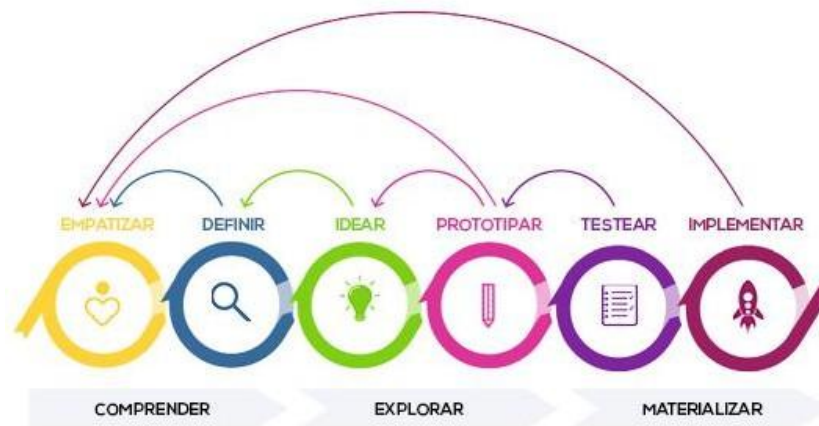 EMPATIZAR DEFINIR IDEAR PROTOTIPAR TESTEAR IMPLEMENTAR
COMPRENDER EXPLORAR MATERIALIZAR